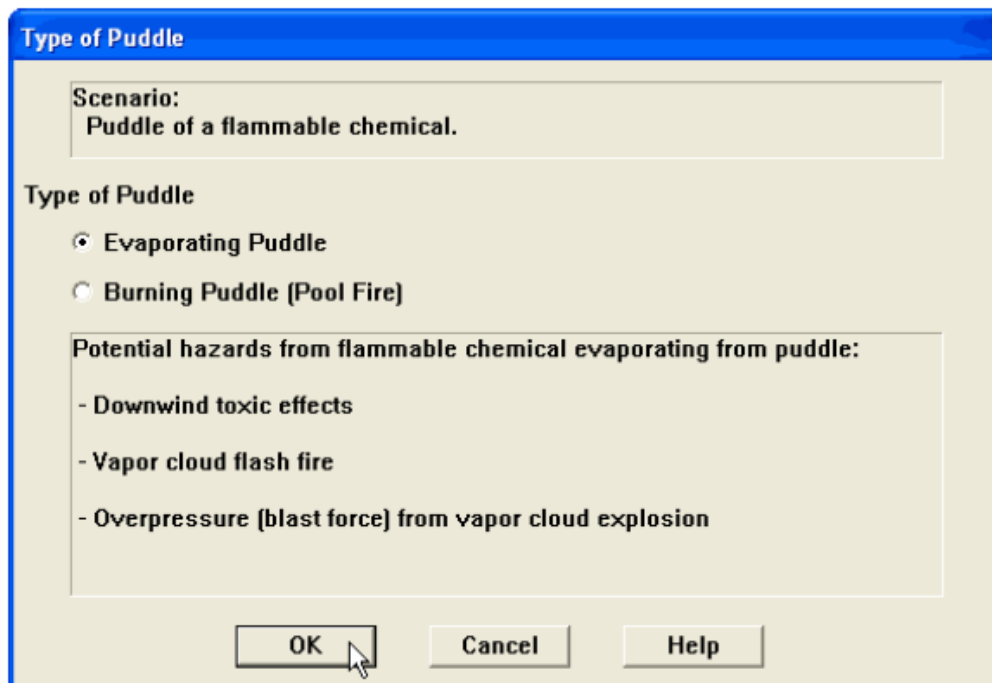 Type of Puddle
Scenario:
Puddle of a flammable chemical.
Type of Puddle
Evaporating Puddle
Burning Puddle (Pool Fire)
Potential hazards from flammable chemical evaporating from puddle:
- Downwind toxic effects
- Vapor cloud flash fire
- Overpressure (blast force) from vapor cloud explosion
OK Cancel Help